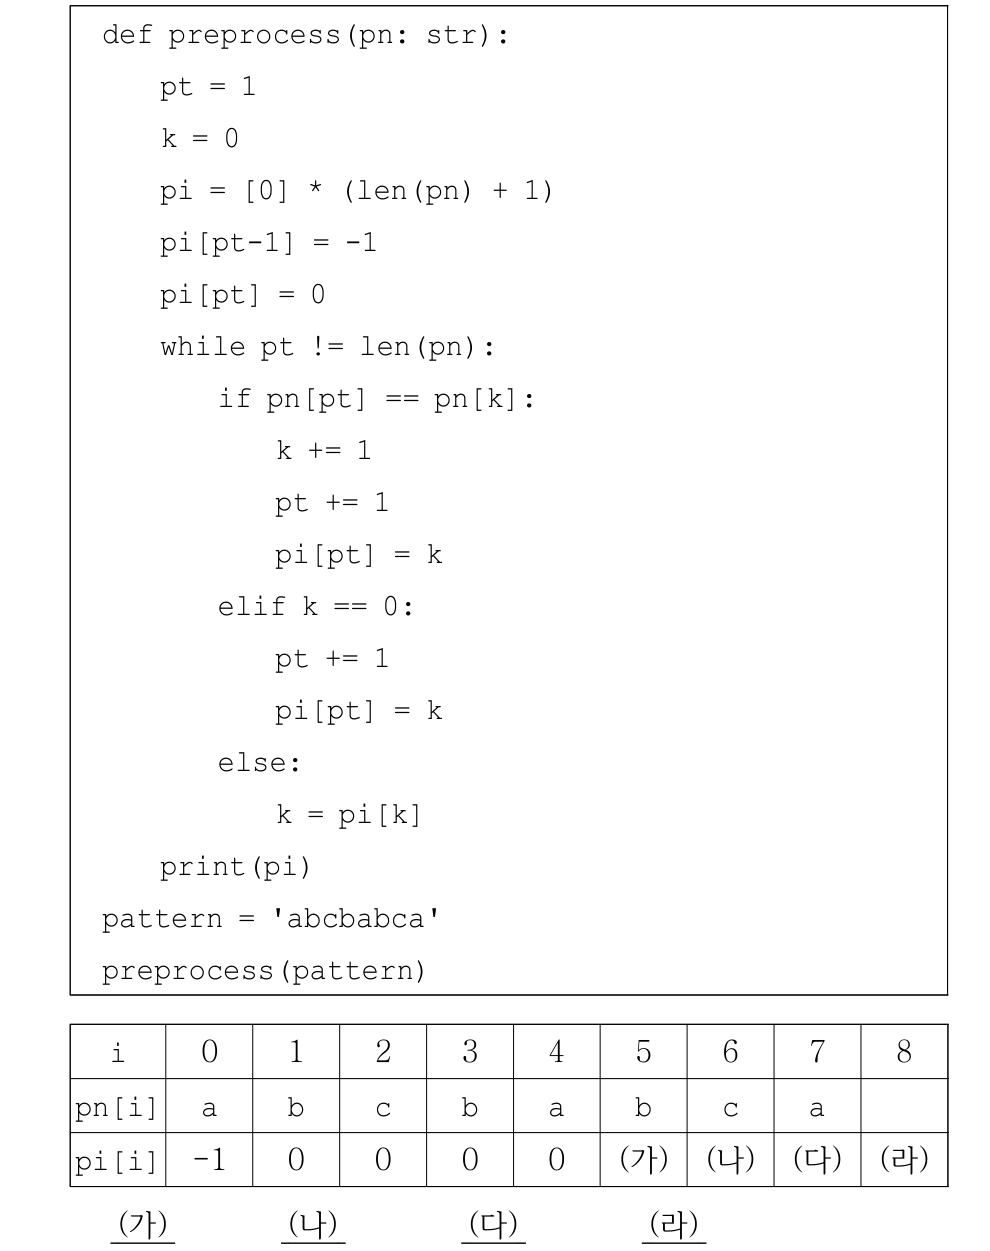 def preprocess(pn: str):
pt = 1
k = 0
pi = [0] * (len(pn) + 1)
pi[pt-1] = -1
pi[pt] = 0
while pt != len(pn):
if pn[pt] == pn[k]:
k += 1
pt += 1
pi[pt] = k
elif k == 0:
pt += 1
pi[pt] = k
else:
k = pi[k]
print(pi)
pattern = 'abcbabca'
preprocess(pattern)
i 0 1 2 3 4 5 6 7 8
pn[i] a b c b a b c a
pi[i] -1 0 0 0 0 (가) (나) (다) (라)
(가) (나) (다) (라)